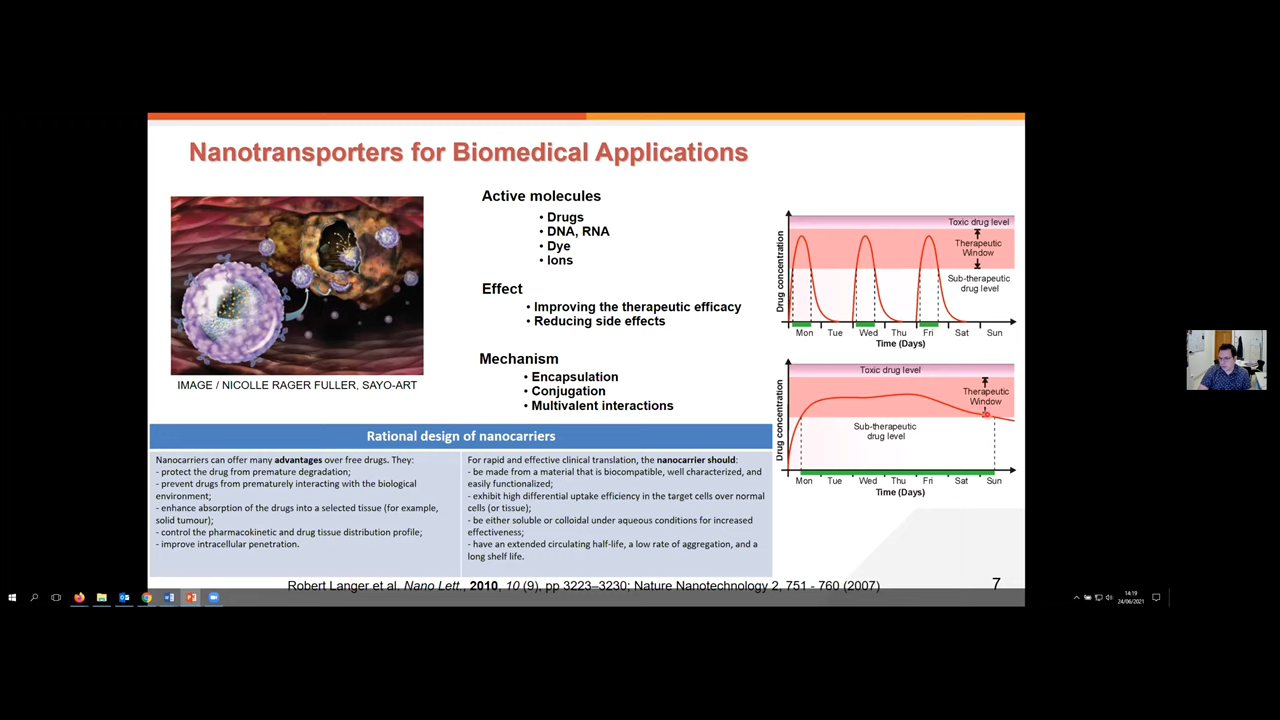 Nanotransporters for Biomedical Applications
IMAGE / NICOLLE RAGER FULLER, SAYO-ART
Active molecules
• Drugs
• DNA, RNA
• Dye
• Ions
Effect
• Improving the therapeutic efficacy
• Reducing side effects
Mechanism
• Encapsulation
• Conjugation
• Multivalent interactions
Drug concentration
Toxic drug level
Therapeutic
Window
Sub-therapeutic
drug level
Mon Tue Wed Thu Fri Sat Sun
Time (Days)
Drug concentration
Toxic drug level
Therapeutic
Window
Sub-therapeutic
drug level
Mon Tue Wed Thu Fri Sat Sun
Time (Days)
Rational design of nanocarriers
Nanocarriers can offer many advantages over free drugs. They:
- protect the drug from premature degradation;
- prevent drugs from prematurely interacting with the biological
environment;
- enhance absorption of the drugs into a selected tissue (for example,
solid tumour);
- control the pharmacokinetic and drug tissue distribution profile;
- improve intracellular penetration.
For rapid and effective clinical translation, the nanocarrier should:
- be made from a material that is biocompatible, well characterized, and
easily functionalized;
- exhibit high differential uptake efficiency in the target cells over normal
cells (or tissue);
- be either soluble or colloidal under aqueous conditions for increased
effectiveness;
- have an extended circulating half-life, a low rate of aggregation, and a
long shelf life.
Robert Langer et al. Nano Lett., 2010, 10 (9), pp 3223–3230; Nature Nanotechnology 2, 751 - 760 (2007)
7
14:19
24/06/2021